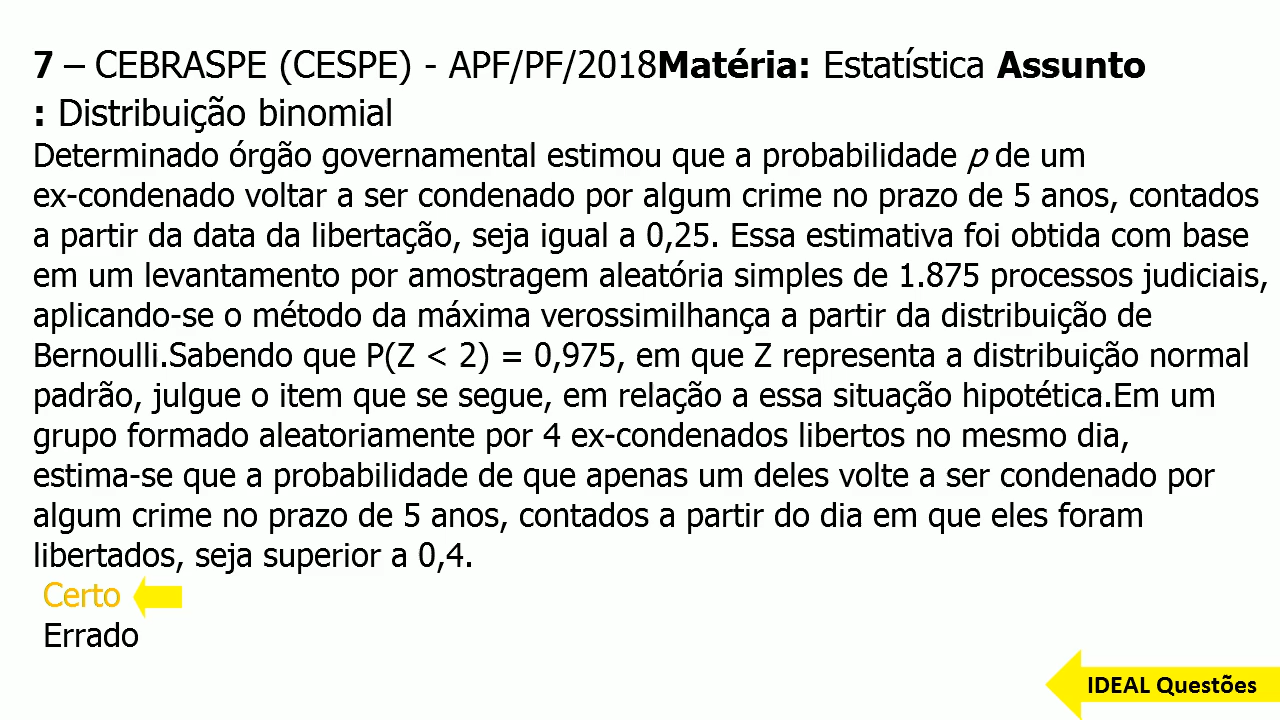 7 – CEBRASPE (CESPE) - APF/PF/2018Matéria: Estatística Assunto
: Distribuição binomial
Determinado órgão governamental estimou que a probabilidade p de um
ex-condenado voltar a ser condenado por algum crime no prazo de 5 anos, contados
a partir da data da libertação, seja igual a 0,25. Essa estimativa foi obtida com base
em um levantamento por amostragem aleatória simples de 1.875 processos judiciais,
aplicando-se o método da máxima verossimilhança a partir da distribuição de
Bernoulli.Sabendo que P(Z < 2) = 0,975, em que Z representa a distribuição normal
padrão, julgue o item que se segue, em relação a essa situação hipotética.Em um
grupo formado aleatoriamente por 4 ex-condenados libertos no mesmo dia,
estima-se que a probabilidade de que apenas um deles volte a ser condenado por
algum crime no prazo de 5 anos, contados a partir do dia em que eles foram
libertados, seja superior a 0,4.
Certo
Errado
IDEAL Questões